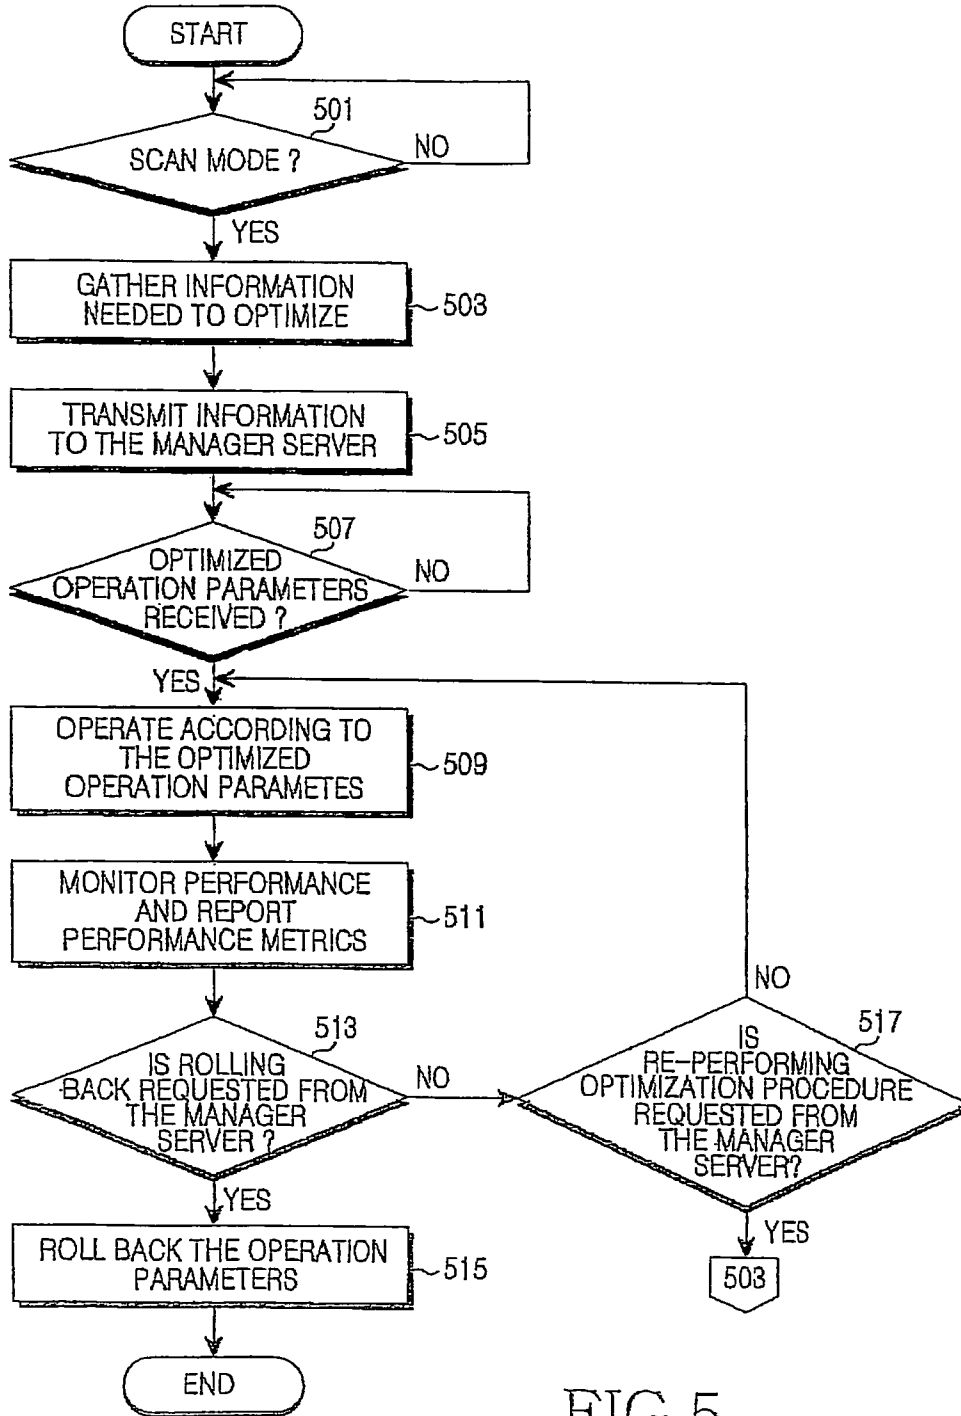 START
501
SCAN MODE ?
NO
YES
GATHER INFORMATION
NEEDED TO OPTIMIZE
503
TRANSMIT INFORMATION
TO THE MANAGER SERVER
505
507
OPTIMIZED
OPERATION PARAMETERS
RECEIVED ?
NO
YES
OPERATE ACCORDING TO
THE OPTIMIZED
OPERATION PARAMETES
509
MONITOR PERFORMANCE
AND REPORT
PERFORMANCE METRICS
511
513
IS ROLLING
BACK REQUESTED FROM
THE MANAGER
SERVER ?
NO
YES
NO
517
IS
RE-PERFORMING
OPTIMIZATION PROCEDURE
REQUESTED FROM
THE MANAGER
SERVER?
YES
503
ROLL BACK THE OPERATION
PARAMETERS
515
END
FIG. 5